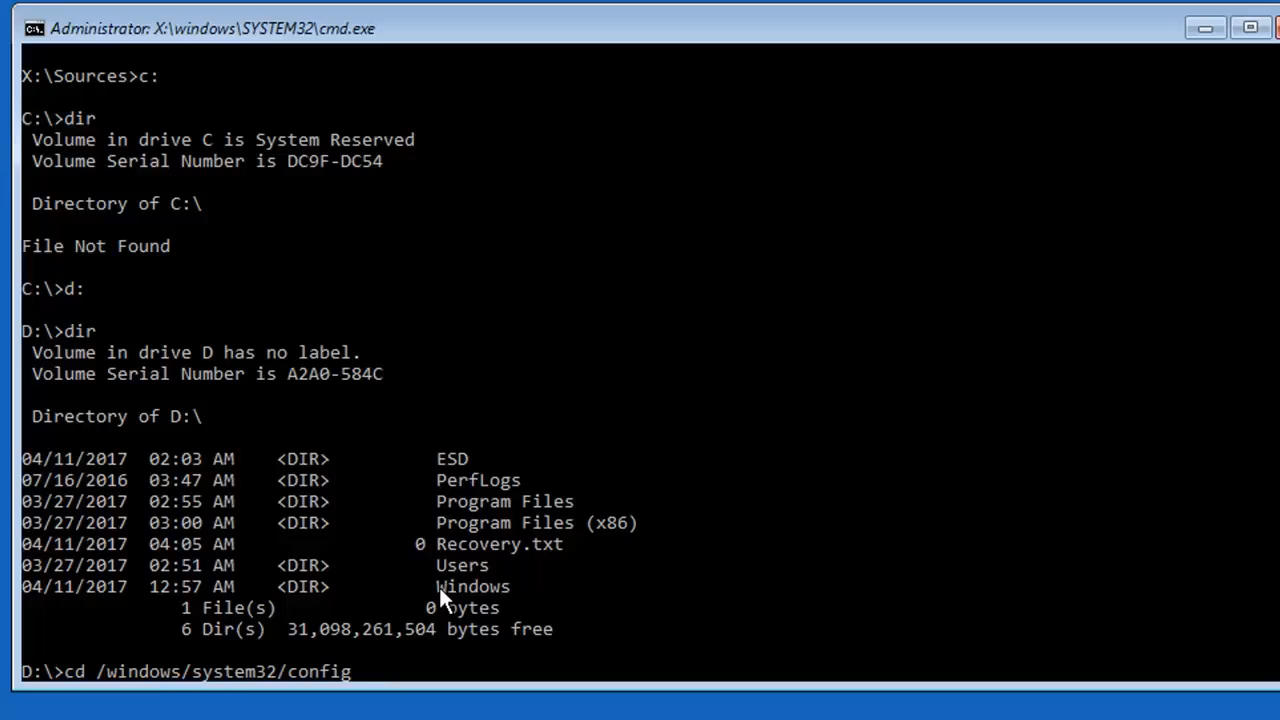 Administrator: X:\windows\SYSTEM32\cmd.exe
X:\Sources>c:
C:\>dir
Volume in drive C is System Reserved
Volume Serial Number is DC9F-DC54
Directory of C:\
File Not Found
C:\>d:
D:\>dir
Volume in drive D has no label.
Volume Serial Number is A2A0-584C
Directory of D:\
04/11/2017 02:03 AM <DIR> ESD
07/16/2016 03:47 AM <DIR> PerfLogs
03/27/2017 02:55 AM <DIR> Program Files
03/27/2017 03:00 AM <DIR> Program Files (x86)
04/11/2017 04:05 AM 0 Recovery.txt
03/27/2017 02:51 AM <DIR> Users
04/11/2017 12:57 AM <DIR> Windows
1 File(s) 0 bytes
6 Dir(s) 31,098,261,504 bytes free
D:\>cd /windows/system32/config